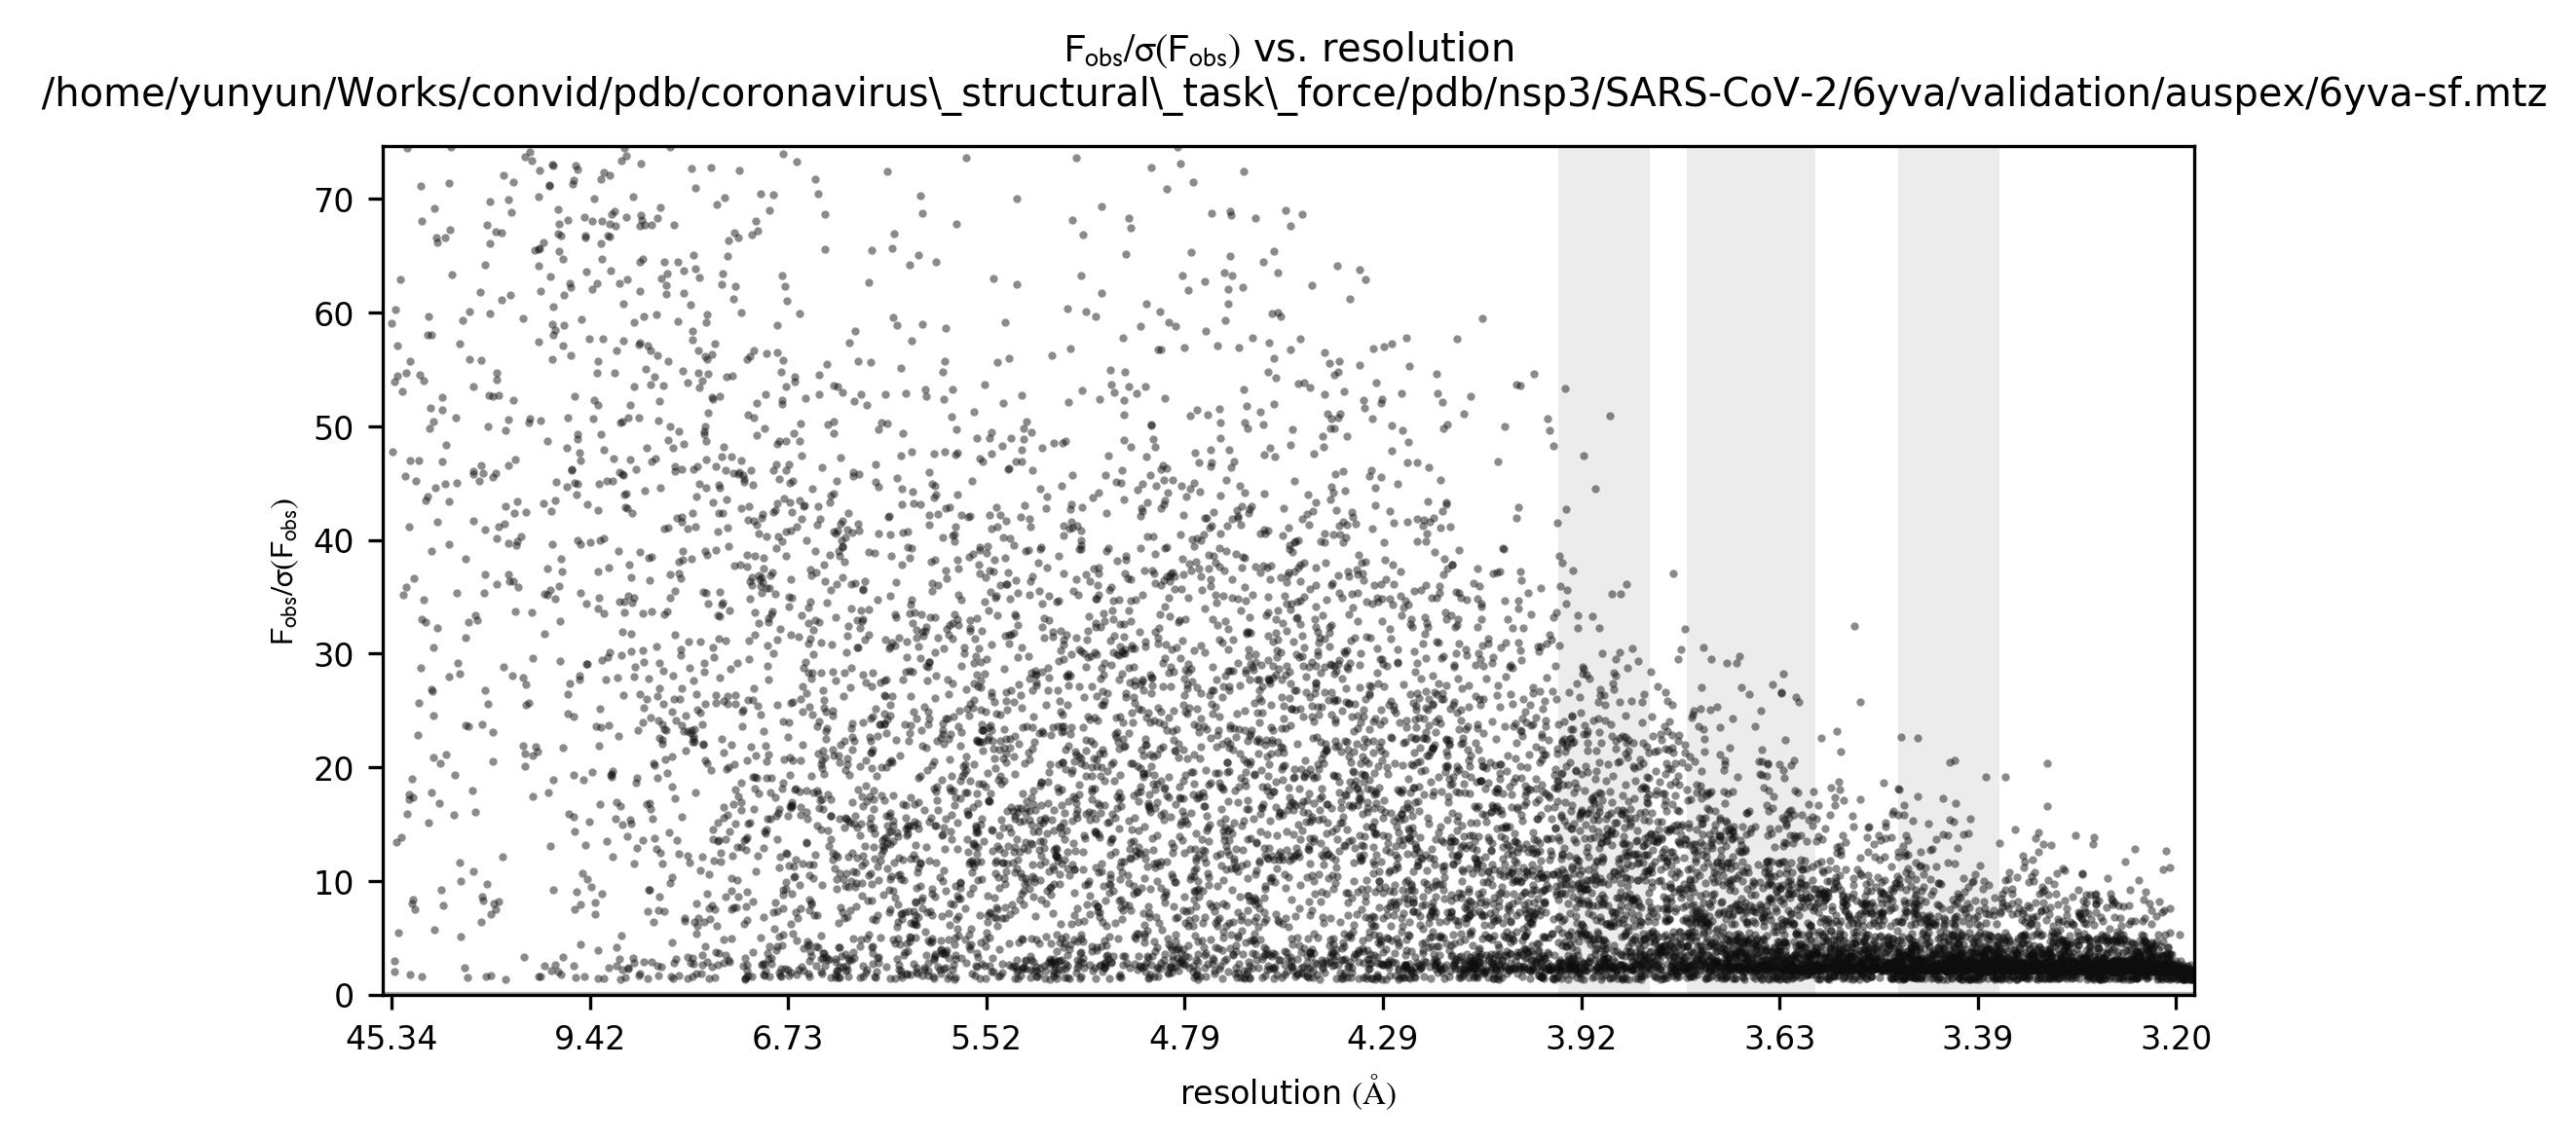 Fobs/σ(Fobs) vs. resolution
/home/yunyun/Works/convid/pdb/coronavirus\_structural\_task\_force/pdb/nsp3/SARS-CoV-2/6yva/validation/auspex/6yva-sf.mtz
70
60
50
40
30
20
10
0
Fobs/σ(Fobs)
45.34 9.42 6.73 5.52 4.79 4.29 3.92 3.63 3.39 3.20
resolution (Å)